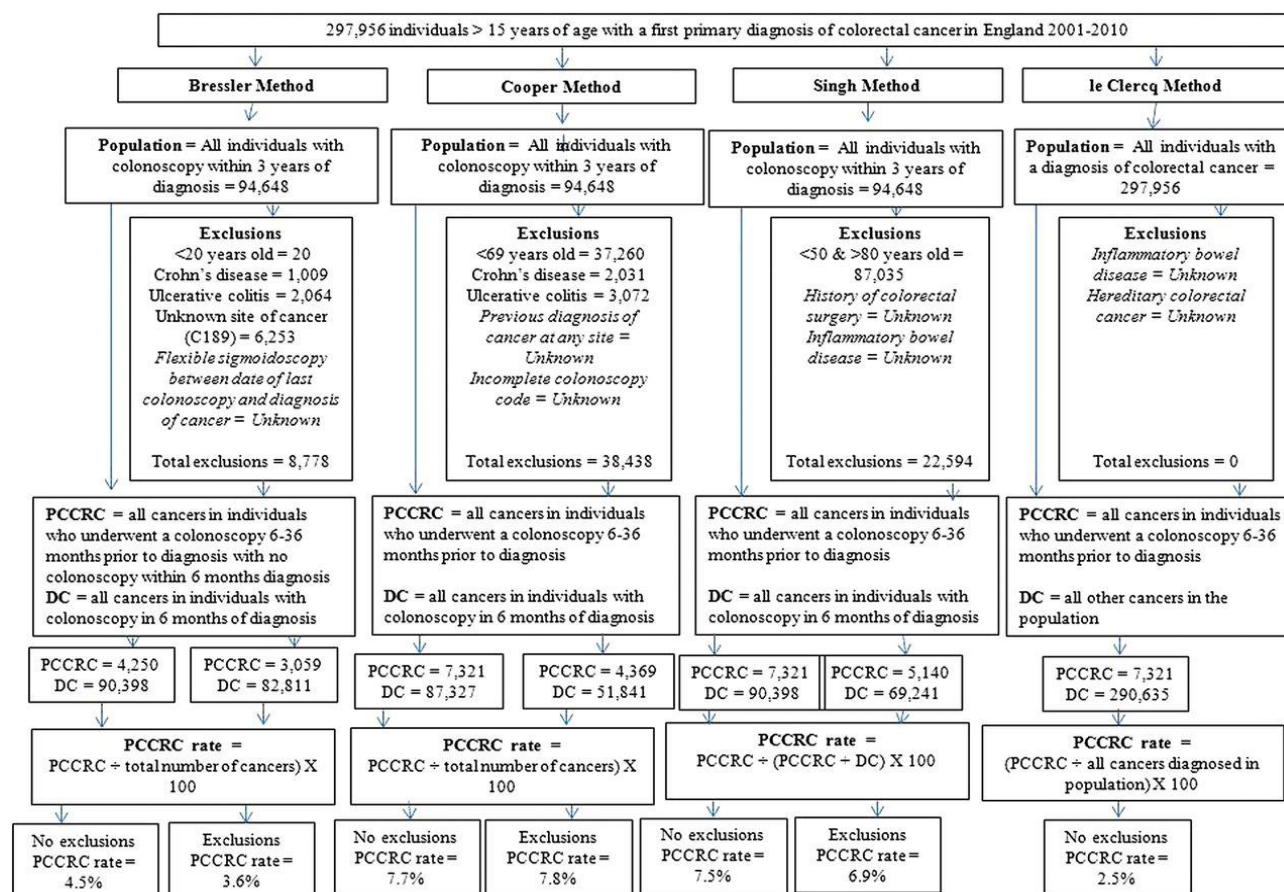 297,956 individuals > 15 years of age with a first primary diagnosis of colorectal cancer in England 2001-2010
Bressler Method
Population = All individuals with
colonoscopy within 3 years of
diagnosis = 94,648
Exclusions
<20 years old = 20
Crohn's disease = 1,009
Ulcerative colitis = 2,064
Unknown site of cancer
(C189) = 6,253
Flexible sigmoidoscopy
between date of last
colonoscopy and diagnosis
of cancer = Unknown
Total exclusions = 8,778
PCCRC = all cancers in individuals
who underwent a colonoscopy 6-36
months prior to diagnosis with no
colonoscopy within 6 months diagnosis
DC = all cancers in individuals with
colonoscopy in 6 months of diagnosis
PCCRC = 4,250
DC = 90,398
PCCRC = 3,059
DC = 82,811
PCCRC rate =
PCCRC ÷ total number of cancers) X
100
No exclusions
PCCRC rate =
4.5%
Exclusions
PCCRC rate =
3.6%
Cooper Method
Population = All individuals with
colonoscopy within 3 years of
diagnosis = 94,648
Exclusions
<69 years old = 37,260
Crohn's disease = 2,031
Ulcerative colitis = 3,072
Previous diagnosis of
cancer at any site =
Unknown
Incomplete colonoscopy
code = Unknown
Total exclusions = 38,438
PCCRC = all cancers in individuals
who underwent a colonoscopy 6-36
months prior to diagnosis
DC = all cancers in individuals with
colonoscopy in 6 months of diagnosis
PCCRC = 7,321
DC = 87,327
PCCRC = 4,369
DC = 51,841
PCCRC rate =
PCCRC ÷ total number of cancers) X
100
No exclusions
PCCRC rate =
7.7%
Exclusions
PCCRC rate =
7.8%
Singh Method
Population = All individuals with
colonoscopy within 3 years of
diagnosis = 94,648
Exclusions
<50 & >80 years old =
87,035
History of colorectal
surgery = Unknown
Inflammatory bowel
disease = Unknown
Total exclusions = 22,594
PCCRC = all cancers in individuals
who underwent a colonoscopy 6-36
months prior to diagnosis
DC = all cancers in individuals with
colonoscopy in 6 months of diagnosis
PCCRC = 7,321
DC = 90,398
PCCRC = 5,140
DC = 69,241
PCCRC rate =
PCCRC ÷ (PCCRC + DC) X 100
No exclusions
PCCRC rate =
7.5%
Exclusions
PCCRC rate =
6.9%
le Clercq Method
Population = All individuals with
a diagnosis of colorectal cancer =
297,956
Exclusions
Inflammatory bowel
disease = Unknown
Hereditary colorectal
cancer = Unknown
Total exclusions = 0
PCCRC = all cancers in individuals
who underwent a colonoscopy 6-36
months prior to diagnosis
DC = all other cancers in the
population
PCCRC = 7,321
DC = 290,635
PCCRC rate =
(PCCRC ÷ all cancers diagnosed in
population) X 100
No exclusions
PCCRC rate =
2.5%